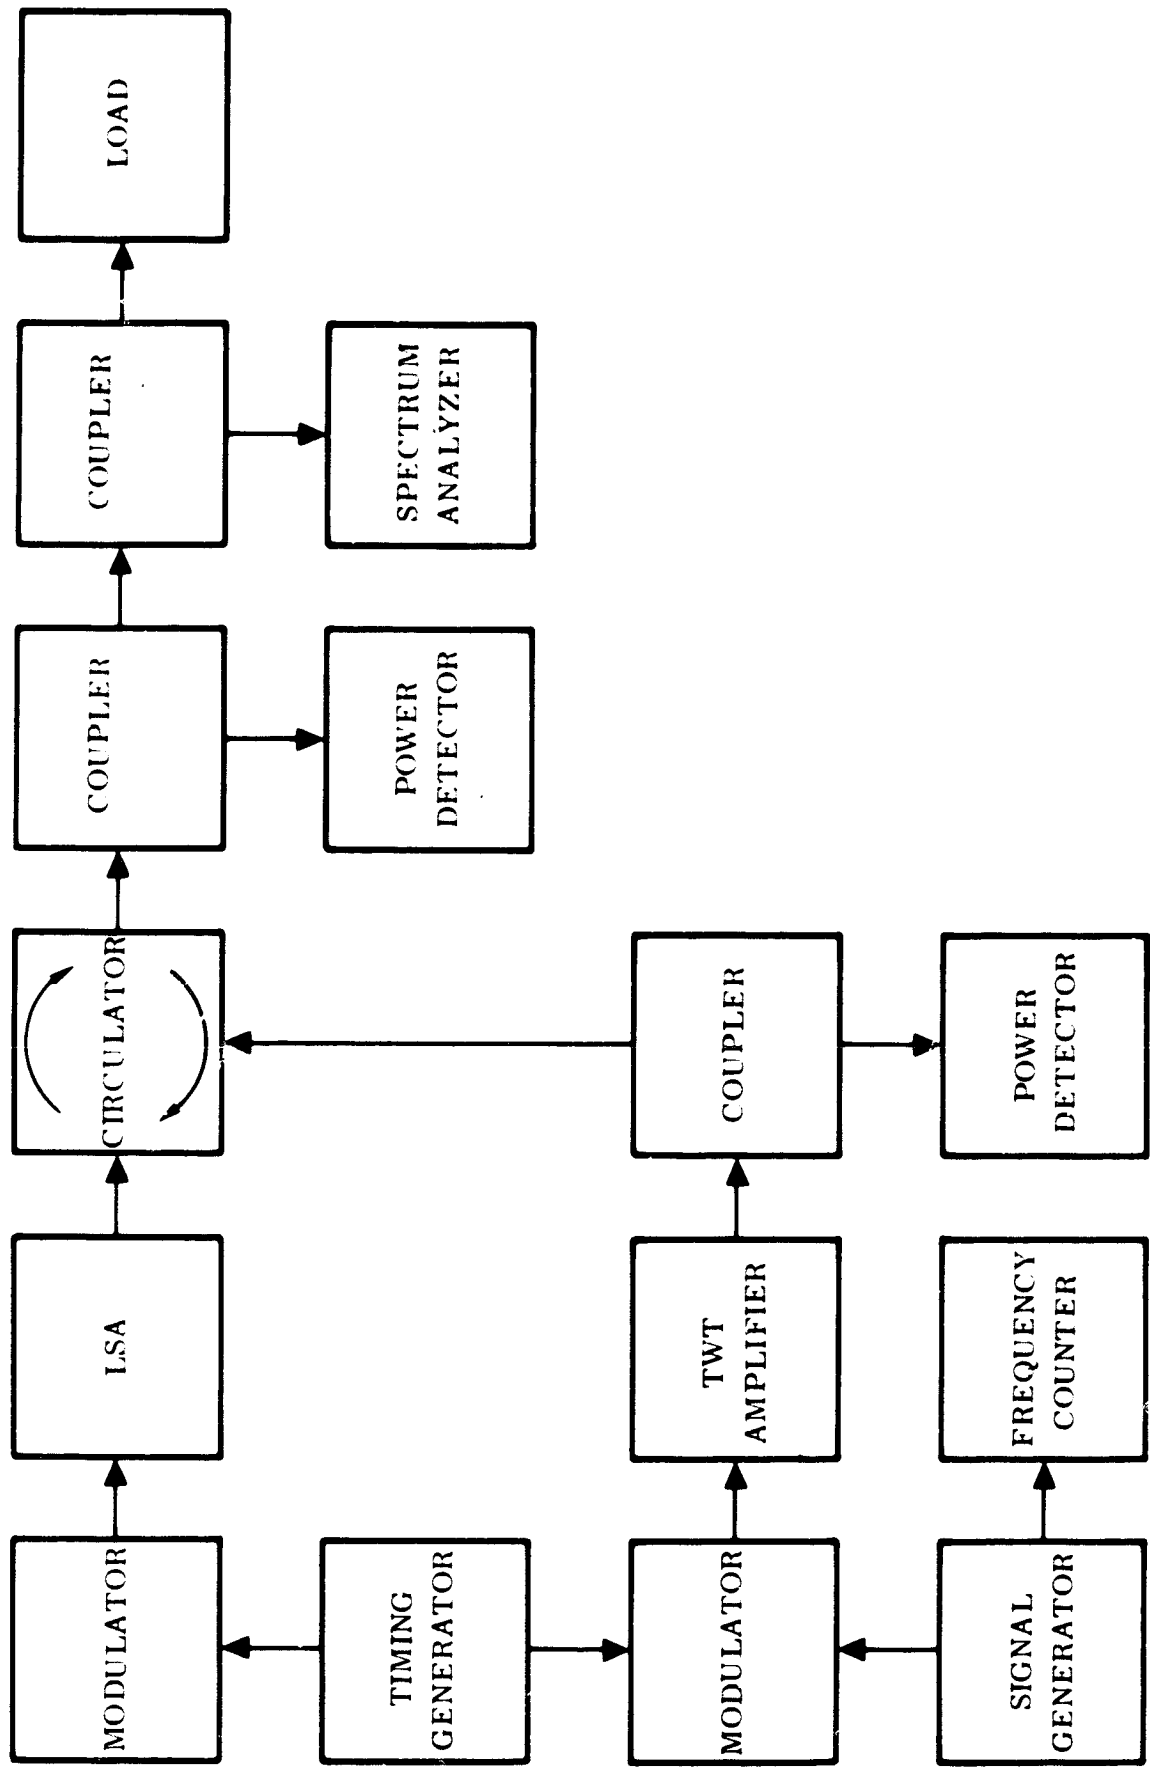 MODULATOR
LSA
CIRCULATOR
COUPLER
COUPLER
LOAD
TIMING
GENERATOR
POWER
DETECTOR
SPECTRUM
ANALYZER
MODULATOR
TWT
AMPLIFIER
COUPLER
SIGNAL
GENERATOR
FREQUENCY
COUNTER
POWER
DETECTOR